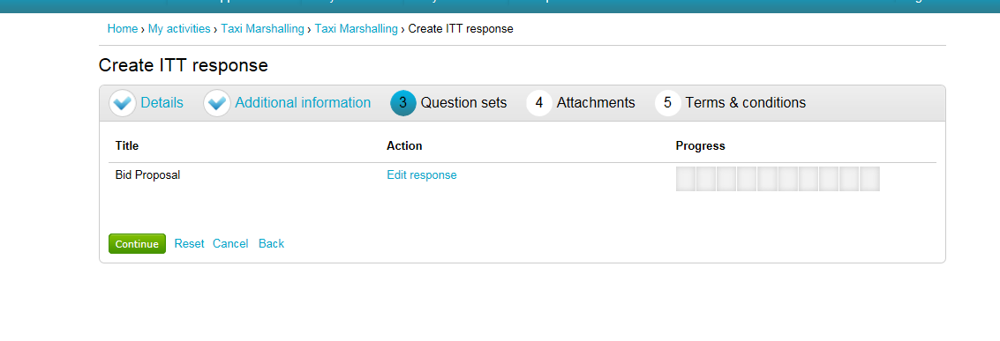 Home › My activities › Taxi Marshalling › Taxi Marshalling › Create ITT response
Create ITT response
Details Additional information 3 Question sets 4 Attachments 5 Terms & conditions
Title Action Progress
Bid Proposal Edit response
Continue Reset Cancel Back